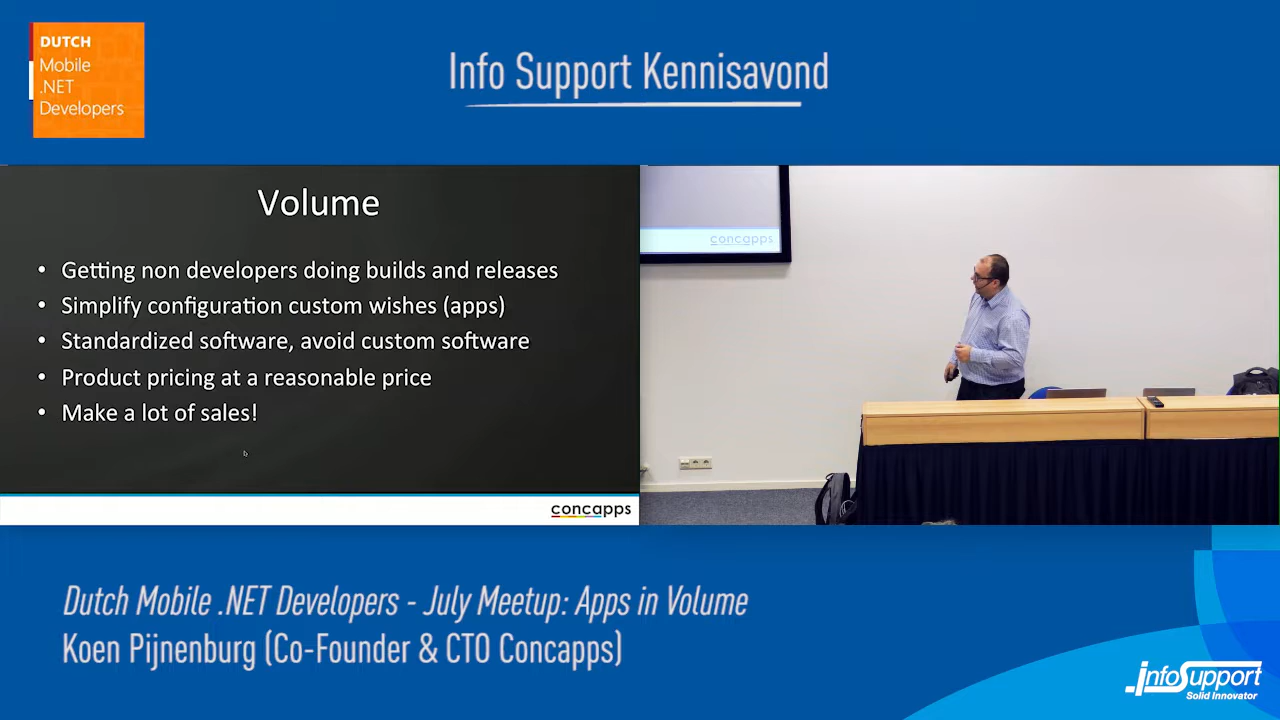 DUTCH
Mobile
.NET
Developers
Info Support Kennisavond
Volume
• Getting non developers doing builds and releases
• Simplify configuration custom wishes (apps)
• Standardized software, avoid custom software
• Product pricing at a reasonable price
• Make a lot of sales!
concapps
concapps
Dutch Mobile .NET Developers - July Meetup: Apps in Volume
Koen Pijnenburg (Co-Founder & CTO Concapps)
infoSupport
Solid Innovator